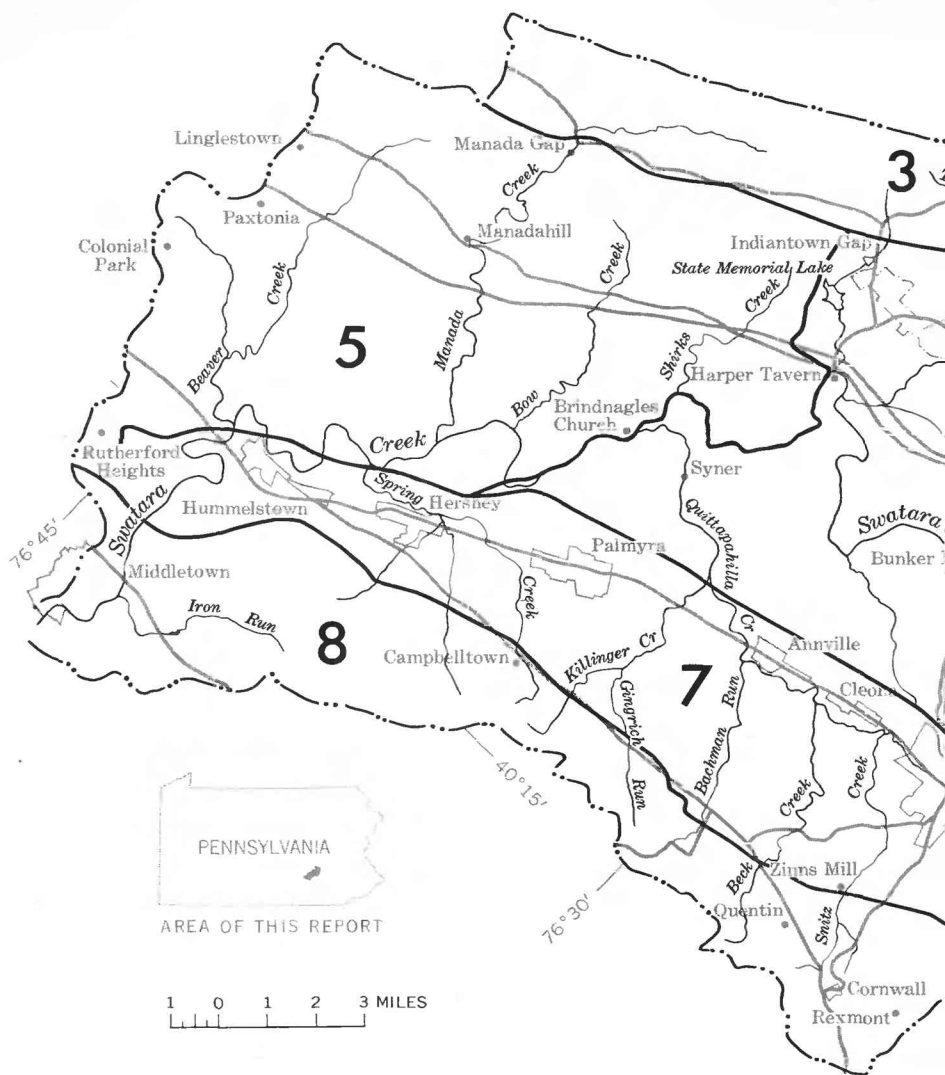 Linglestown
Manada Gap
3
Creek
Paxtonia
Manadahill
Colonial
Park
Indiantown Gap
State Memorial Lake
Creek
Creek
Creek
5
Manada
Shirks
Beaver
Harper Tavern
Bow
Brindnagles
Church
Creek
Rutherford
Heights
Syner
Spring
Hershey
Swatara
Hummelstown
Quittapahilla
Swatara
76°45'
Palmyra
Bunker
Middletown
Creek
Iron Run
Cr
Annville
8
Campbelltown
Killinger Cr
7
Gingrich
Run
Bachman Run
Creek
Creek
40°15'
PENNSYLVANIA
Beck
Zinns Mill
AREA OF THIS REPORT
76°30'
Quentin
Snitz
1 0 1 2 3 MILES
Cornwall
Rexmont